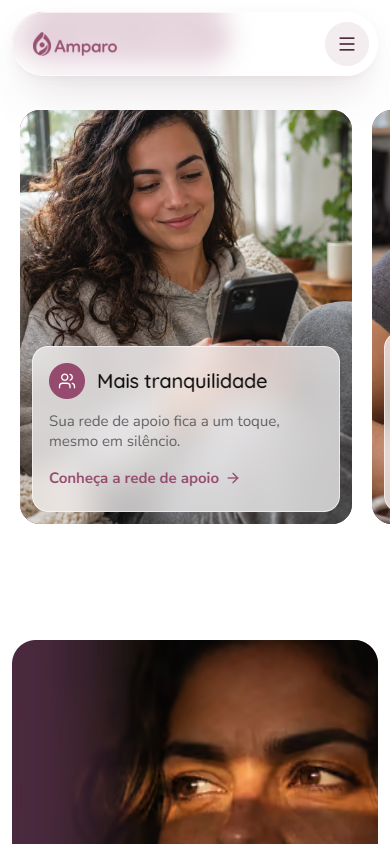 Amparo
Mais tranquilidade
Sua rede de apoio fica a um toque,
mesmo em silêncio.
Conheça a rede de apoio →